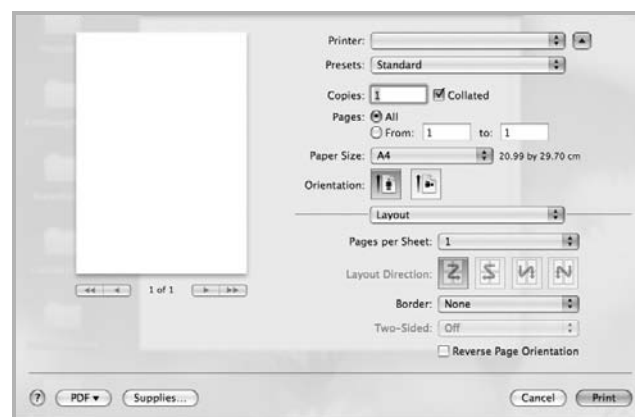 Printer:
Presets: Standard
Copies: 1 Collated
Pages: All
From: 1 to: 1
Paper Size: A4 20.99 by 29.70 cm
Orientation:
Layout
Pages per Sheet: 1
Layout Direction:
1 of 1
Border: None
Two-Sided: Off
Reverse Page Orientation
? PDF Supplies... Cancel Print